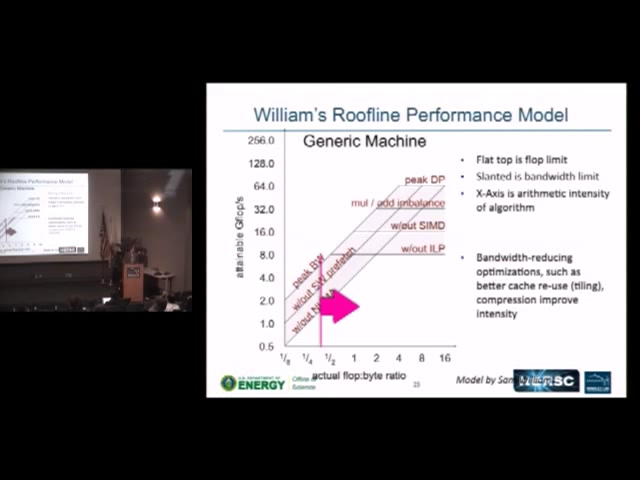 William's Roofline Performance Model
Generic Machine
256.0
128.0
64.0
32.0
16.0
8.0
4.0
2.0
1.0
0.5
attainable Gflop/s
peak DP
mul / add imbalance
w/out SIMD
w/out ILP
peak BW
w/out SW prefetch
w/out
1/8 1/4 1/2 1 2 4 8 16
actual flop:byte ratio
• Flat top is flop limit
• Slanted is bandwidth limit
• X-Axis is arithmetic intensity
of algorithm
• Bandwidth-reducing
optimizations, such as
better cache re-use (tiling),
compression improve
intensity
U.S. DEPARTMENT OF
ENERGY
Office of
Science
Model by Sam
NERSC
's Roofline Performance Model
Generic Machine